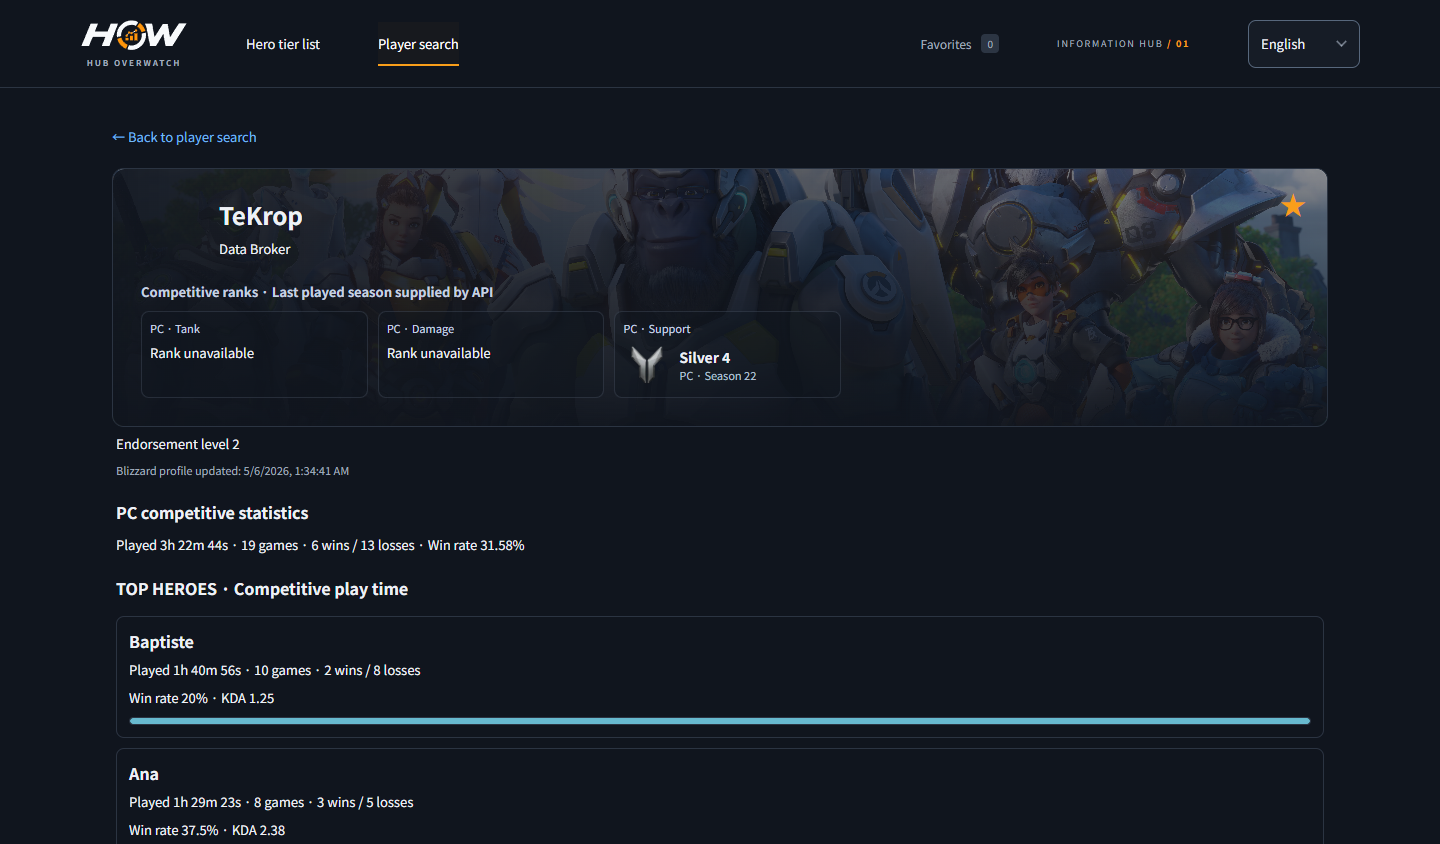 HOW
HUB OVERWATCH
Hero tier list
Player search
Favorites 0
INFORMATION HUB / 01
English
← Back to player search
TeKrop
Data Broker
Competitive ranks · Last played season supplied by API
PC · Tank
Rank unavailable
PC · Damage
Rank unavailable
PC · Support
Silver 4
PC · Season 22
Endorsement level 2
Blizzard profile updated: 5/6/2026, 1:34:41 AM
PC competitive statistics
Played 3h 22m 44s · 19 games · 6 wins / 13 losses · Win rate 31.58%
TOP HEROES · Competitive play time
Baptiste
Played 1h 40m 56s · 10 games · 2 wins / 8 losses
Win rate 20% · KDA 1.25
Ana
Played 1h 29m 23s · 8 games · 3 wins / 5 losses
Win rate 37.5% · KDA 2.38